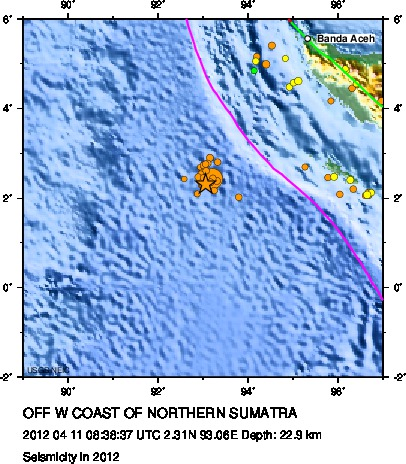 90˚ 92˚ 94˚ 96˚
6˚ 6˚
Banda Aceh
4˚ 4˚
2˚ 2˚
0˚ 0˚
-2˚ -2˚
USGS NEIC
90˚ 92˚ 94˚ 96˚
OFF W COAST OF NORTHERN SUMATRA
2012 04 11 08:38:37 UTC 2.31N 93.06E Depth: 22.9 km
Seismicity in 2012